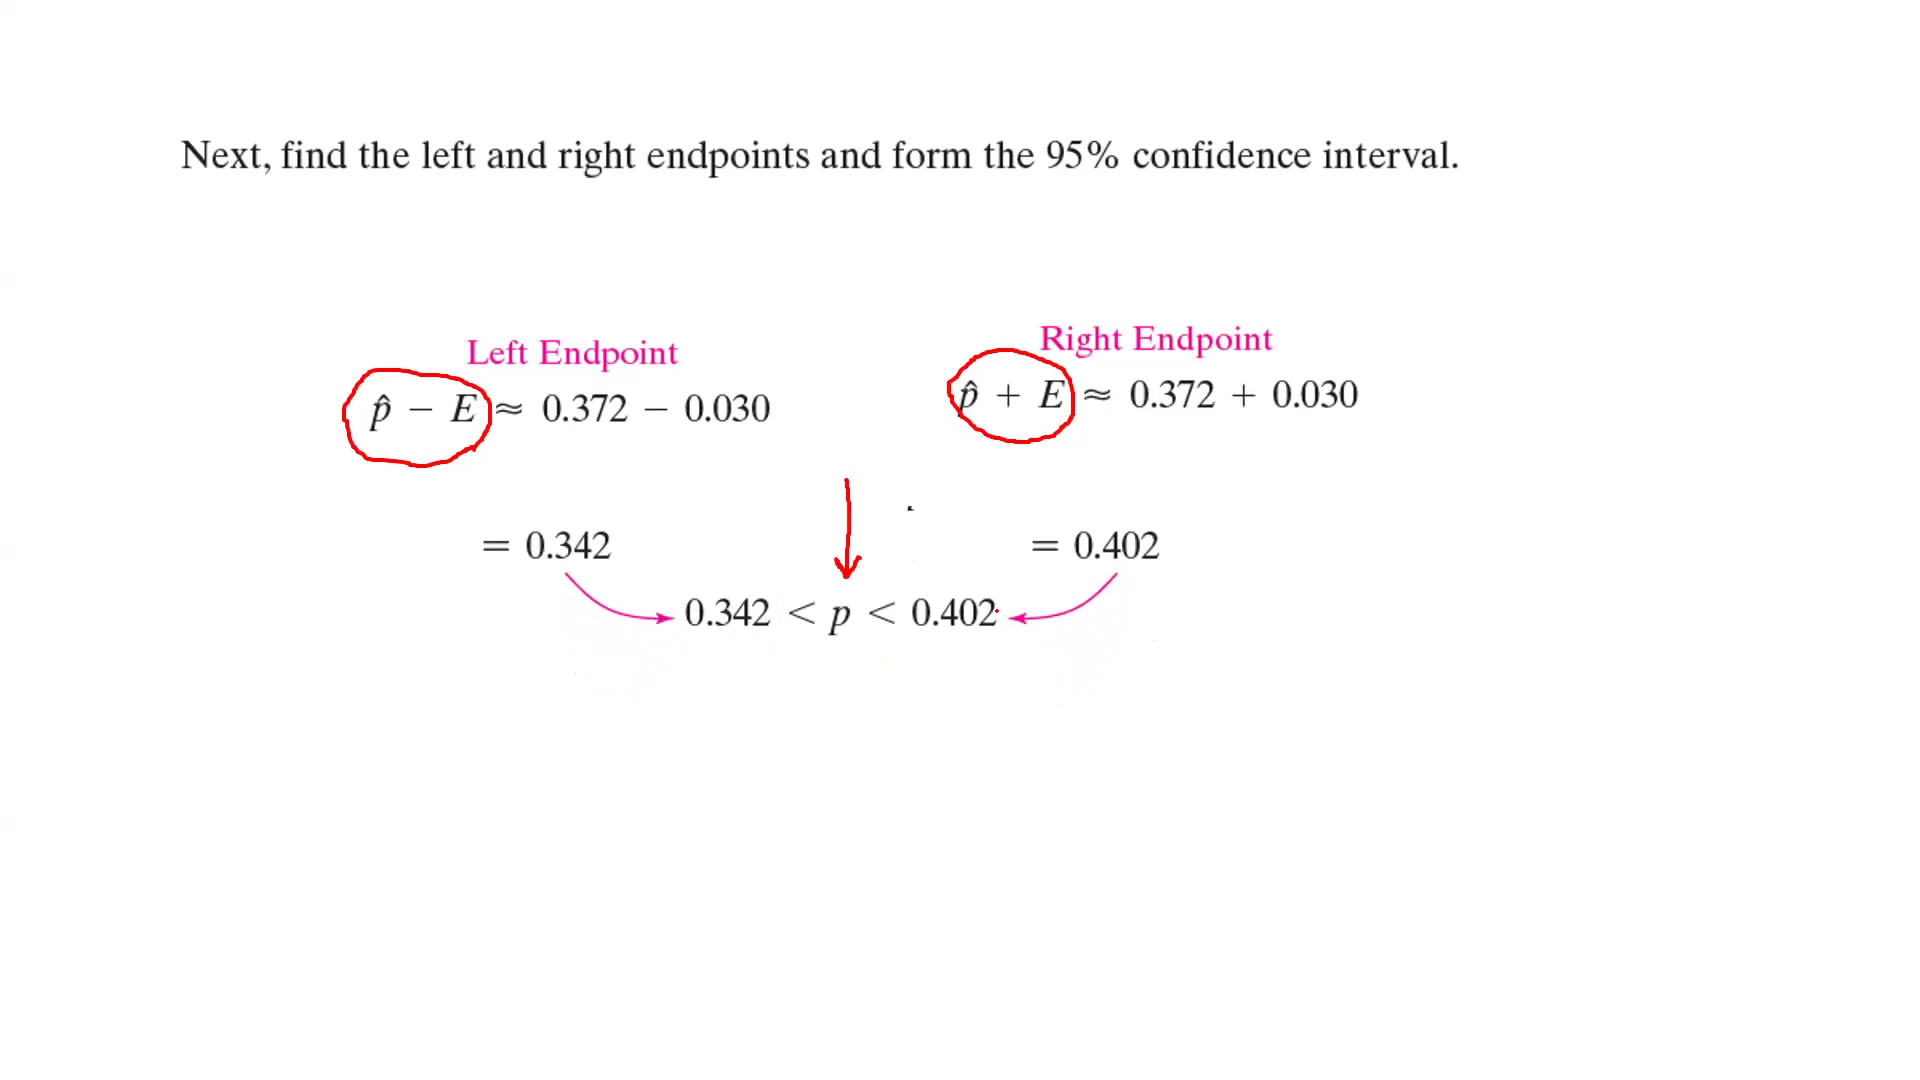 Next, find the left and right endpoints and form the 95% confidence interval.
Left Endpoint
p̂ − E ≈ 0.372 − 0.030
= 0.342
Right Endpoint
p̂ + E ≈ 0.372 + 0.030
= 0.402
0.342 < p < 0.402